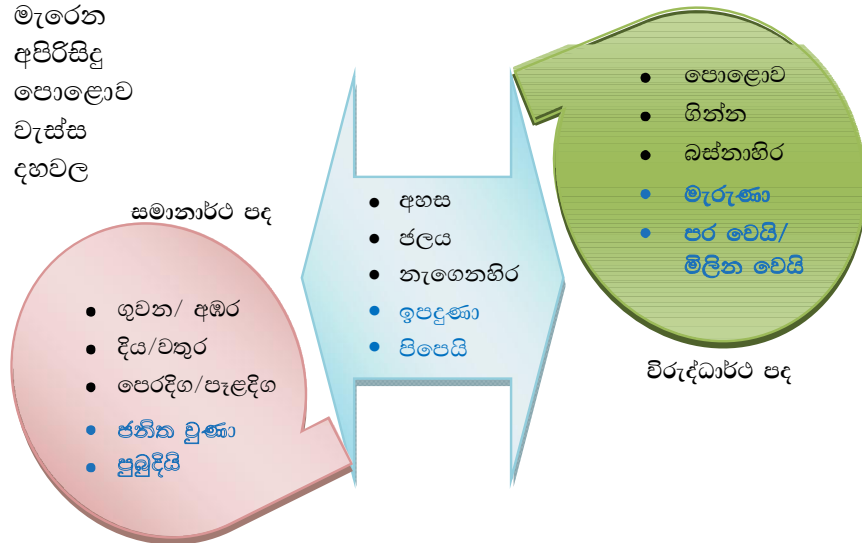 මැරෙන
අපිරිසිදු
පොළොව
වැස්ස
දහවල
සමානාර්ථ පද
ගුවන/ අඹර
දිය/වතුර
පෙරදිග/පැළදිග
ජනිත වුණා
පුබුදියි
අහස
ජලය
නැගෙනහිර
ඉපදුණා
පිපෙයි
පොළොව
ගින්න
බස්නාහිර
මැරුණා
පර වෙයි/
මිලින වෙයි
විරුද්ධාර්ථ පද